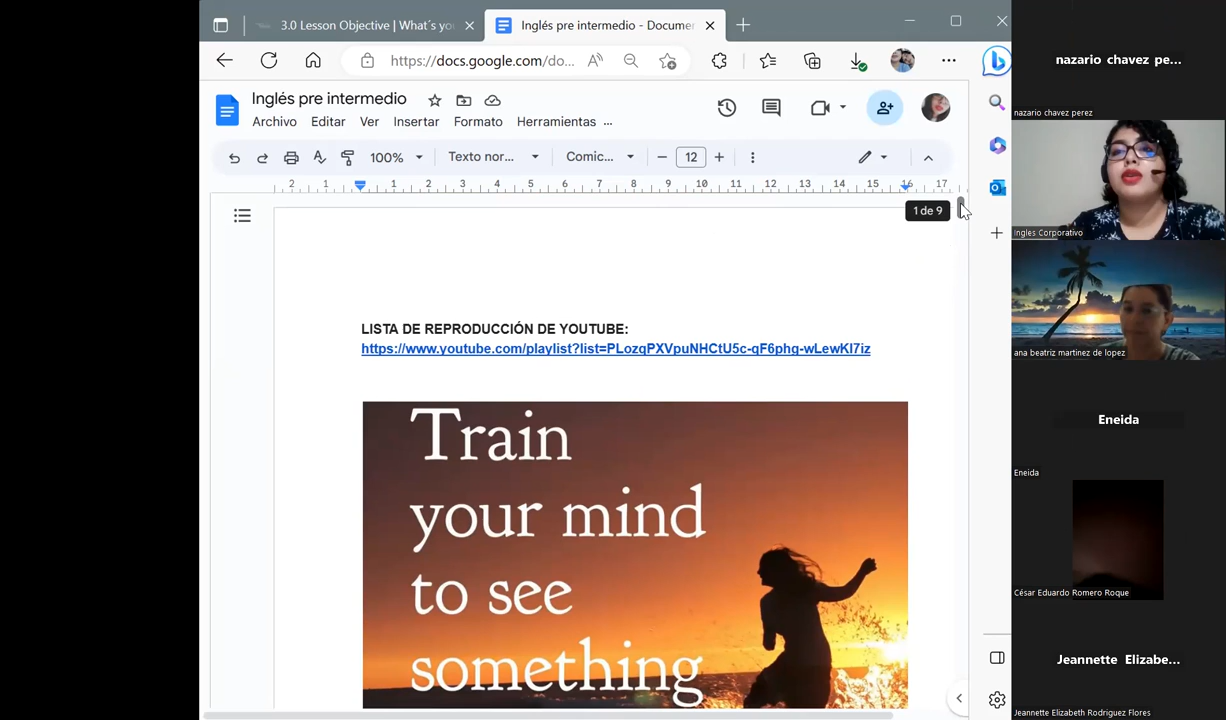 3.0 Lesson Objective | What´s yo
Inglés pre intermedio - Documen
https://docs.google.com/do...
Inglés pre intermedio
Archivo Editar Ver Insertar Formato Herramientas ...
100% Texto nor... Comic... 12
2 1 1 2 3 4 5 6 7 8 9 10 11 12 13 14 15 16 17
1 de 9
LISTA DE REPRODUCCIÓN DE YOUTUBE:
https://www.youtube.com/playlist?list=PLozqPXVpuNHCtU5c-qF6phg-wLewKl7iz
Train
your mind
to see
something
nazario chavez pe...
nazario chavez perez
Ingles Corporativo
ana beatriz martinez de lopez
Eneida
Eneida
César Eduardo Romero Roque
Jeannette Elizabe...
Jeannette Elizabeth Rodriguez Flores